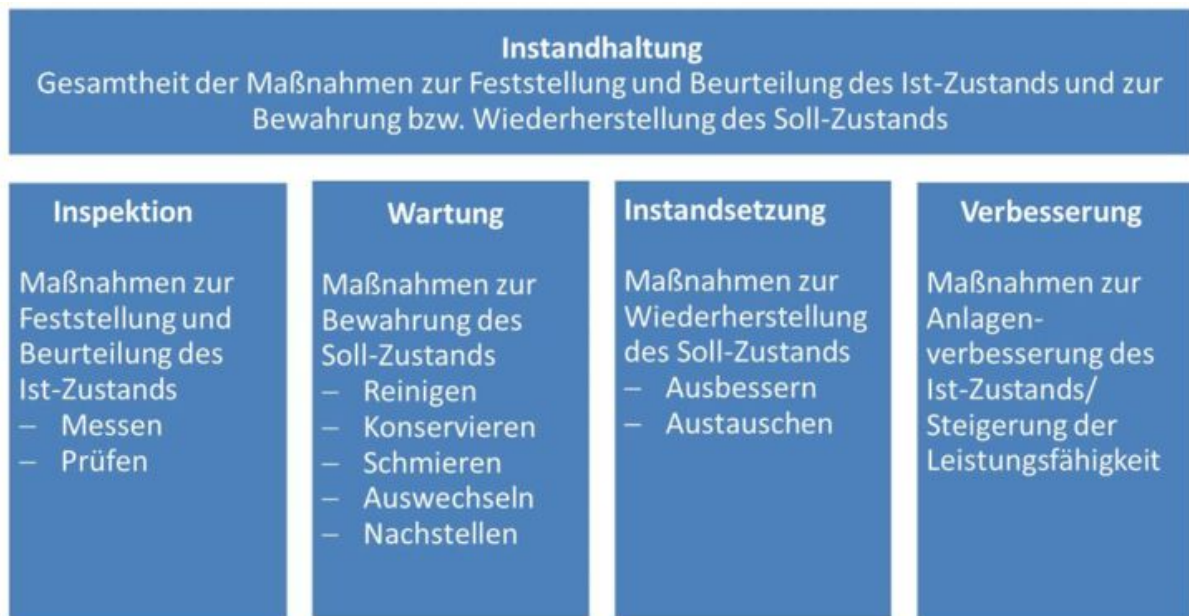 Instandhaltung
Gesamtheit der Maßnahmen zur Feststellung und Beurteilung des Ist-Zustands und zur
Bewahrung bzw. Wiederherstellung des Soll-Zustands
Inspektion
Maßnahmen zur
Feststellung und
Beurteilung des
Ist-Zustands
– Messen
– Prüfen
Wartung
Maßnahmen zur
Bewahrung des
Soll-Zustands
– Reinigen
– Konservieren
– Schmieren
– Auswechseln
– Nachstellen
Instandsetzung
Maßnahmen zur
Wiederherstellung
des Soll-Zustands
– Ausbessern
– Austauschen
Verbesserung
Maßnahmen zur
Anlagen-
verbesserung des
Ist-Zustands/
Steigerung der
Leistungsfähigkeit